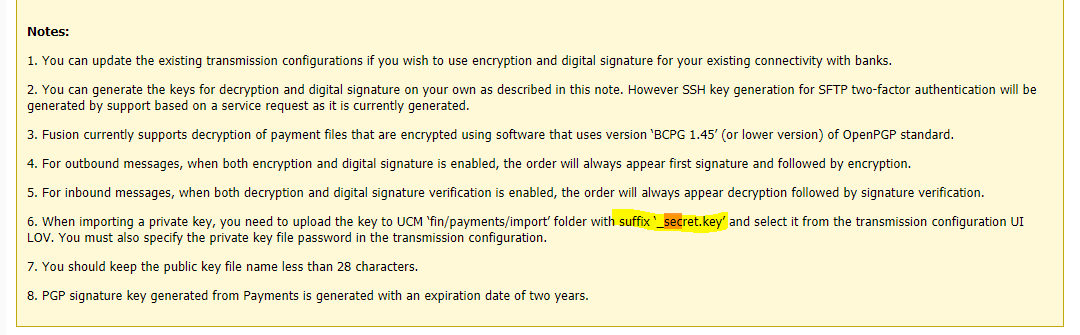 Notes:
1. You can update the existing transmission configurations if you wish to use encryption and digital signature for your existing connectivity with banks.
2. You can generate the keys for decryption and digital signature on your own as described in this note. However SSH key generation for SFTP two-factor authentication will be
generated by support based on a service request as it is currently generated.
3. Fusion currently supports decryption of payment files that are encrypted using software that uses version ‘BCPG 1.45’ (or lower version) of OpenPGP standard.
4. For outbound messages, when both encryption and digital signature is enabled, the order will always appear first signature and followed by encryption.
5. For inbound messages, when both decryption and digital signature verification is enabled, the order will always appear decryption followed by signature verification.
6. When importing a private key, you need to upload the key to UCM ‘fin/payments/import’ folder with suffix ‘_secret.key’ and select it from the transmission configuration UI
LOV. You must also specify the private key file password in the transmission configuration.
7. You should keep the public key file name less than 28 characters.
8. PGP signature key generated from Payments is generated with an expiration date of two years.